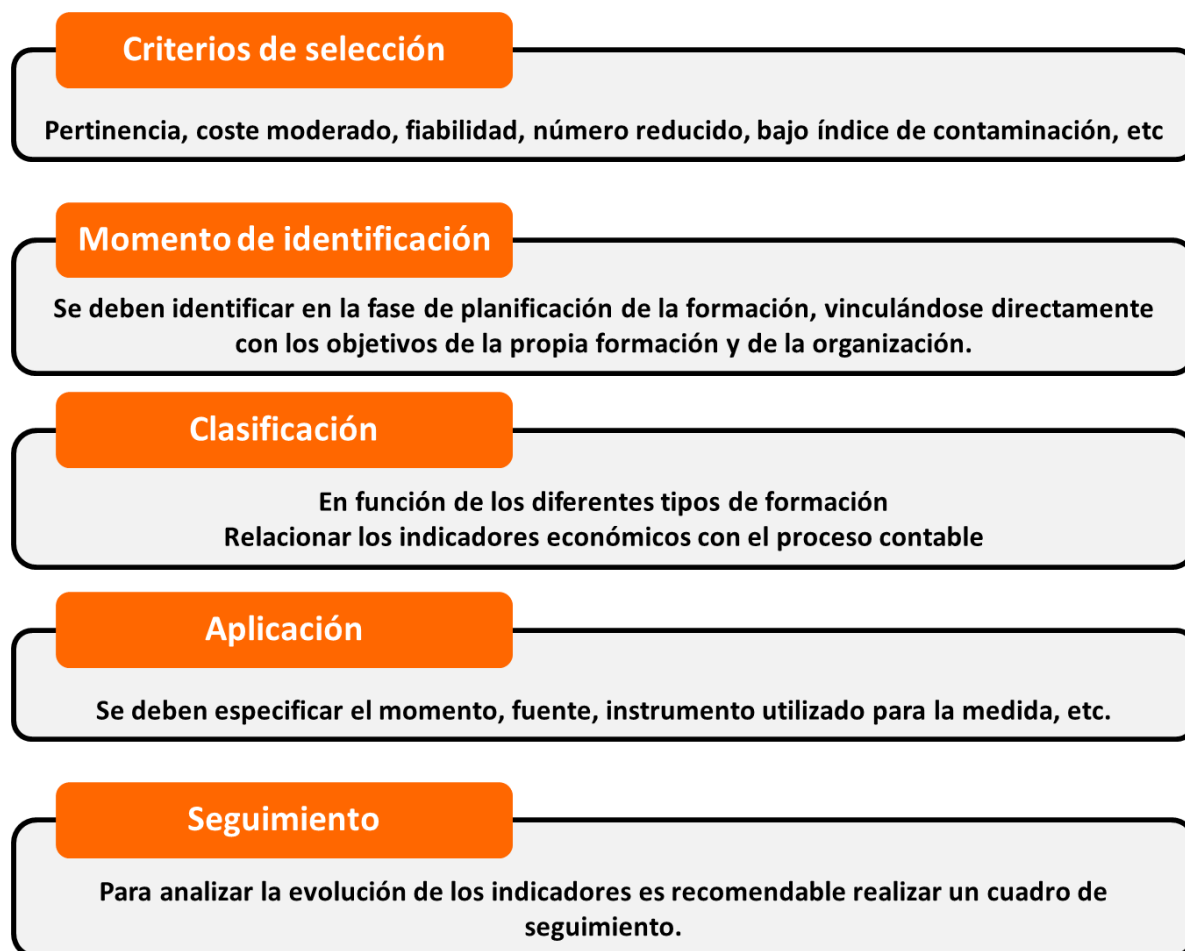 Criterios de selección
Pertinencia, coste moderado, fiabilidad, número reducido, bajo índice de contaminación, etc
Momento de identificación
Se deben identificar en la fase de planificación de la formación, vinculándose directamente
con los objetivos de la propia formación y de la organización.
Clasificación
En función de los diferentes tipos de formación
Relacionar los indicadores económicos con el proceso contable
Aplicación
Se deben especificar el momento, fuente, instrumento utilizado para la medida, etc.
Seguimiento
Para analizar la evolución de los indicadores es recomendable realizar un cuadro de
seguimiento.